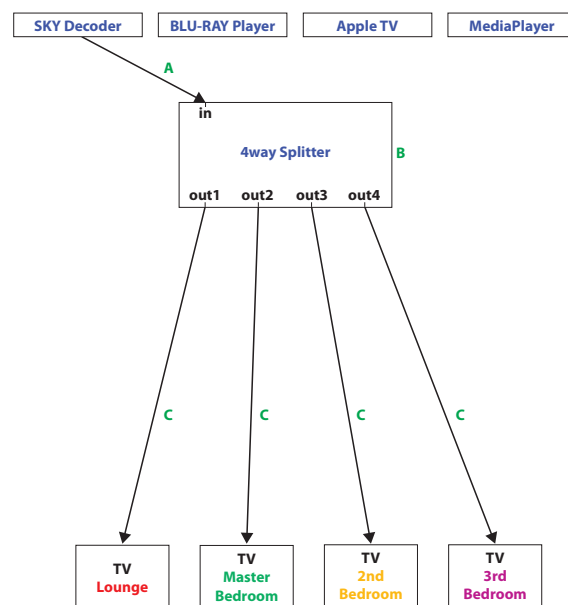 SKY Decoder
BLU-RAY Player
Apple TV
MediaPlayer
A
in
4way Splitter
B
out1
out2
out3
out4
C
C
C
C
TV
Lounge
TV
Master
Bedroom
TV
2nd
Bedroom
TV
3rd
Bedroom